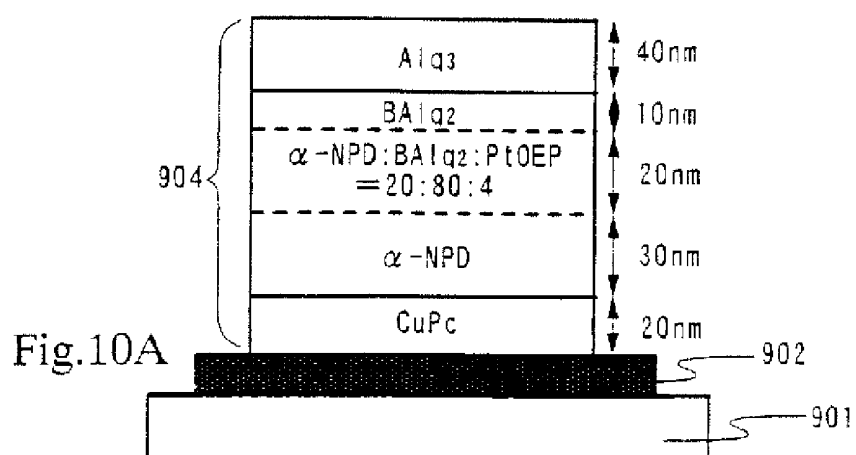 Alq3
40nm
BAlq2
10nm
904
α-NPD:BAlq2:PtOEP
=20:80:4
20nm
α-NPD
30nm
CuPc
20nm
Fig.10A
902
901